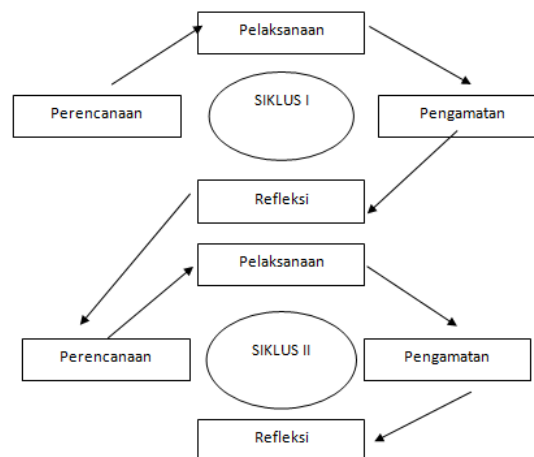 Pelaksanaan
Perencanaan
SIKLUS I
Pengamatan
Refleksi
Pelaksanaan
Perencanaan
SIKLUS II
Pengamatan
Refleksi